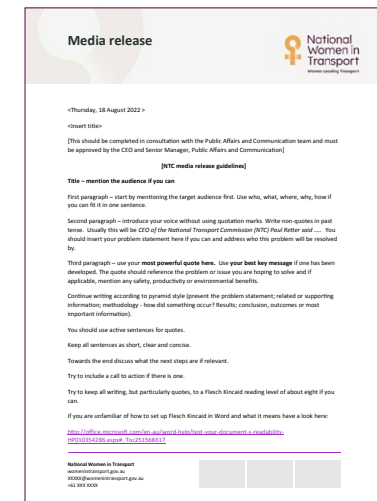 Media release
National
Women in
Transport
Women Leading Transport
<Thursday, 18 August 2022 >
<Insert title>
[This should be completed in consultation with the Public Affairs and Communication team and must
be approved by the CEO and Senior Manager, Public Affairs and Communication]
[NTC media release guidelines]
Title – mention the audience if you can
First paragraph – start by mentioning the target audience first. Use who, what, where, why, how if
you can fit it in one sentence.
Second paragraph – introduce your voice without using quotation marks. Write non-quotes in past
tense. Usually this will be CEO of the National Transport Commission (NTC) Paul Retter said …. You
should insert your problem statement here if you can and address who this problem will be resolved
by.
Third paragraph – use your most powerful quote here. Use your best key message if one has been
developed. The quote should reference the problem or issue you are hoping to solve and if
applicable, mention any safety, productivity or environmental benefits.
Continue writing according to pyramid style (present the problem statement; related or supporting
information; methodology - how did something occur? Results; conclusion, outcomes or most
important information).
You should use active sentences for quotes.
Keep all sentences as short, clear and concise.
Towards the end discuss what the next steps are if relevant.
Try to include a call to action if there is one.
Try to keep all writing, but particularly quotes, to a Flesch Kincaid reading level of about eight if you
can.
If you are unfamiliar of how to set up Flesch Kincaid in Word and what it means have a look here:
http://office.microsoft.com/en-au/word-help/test-your-document-s-readability-
HP010354286.aspx#_Toc251568617
National Women in Transport
womenintransport.gov.au
XXXXX@womenintransport.gov.au
+61 XXX XXXX